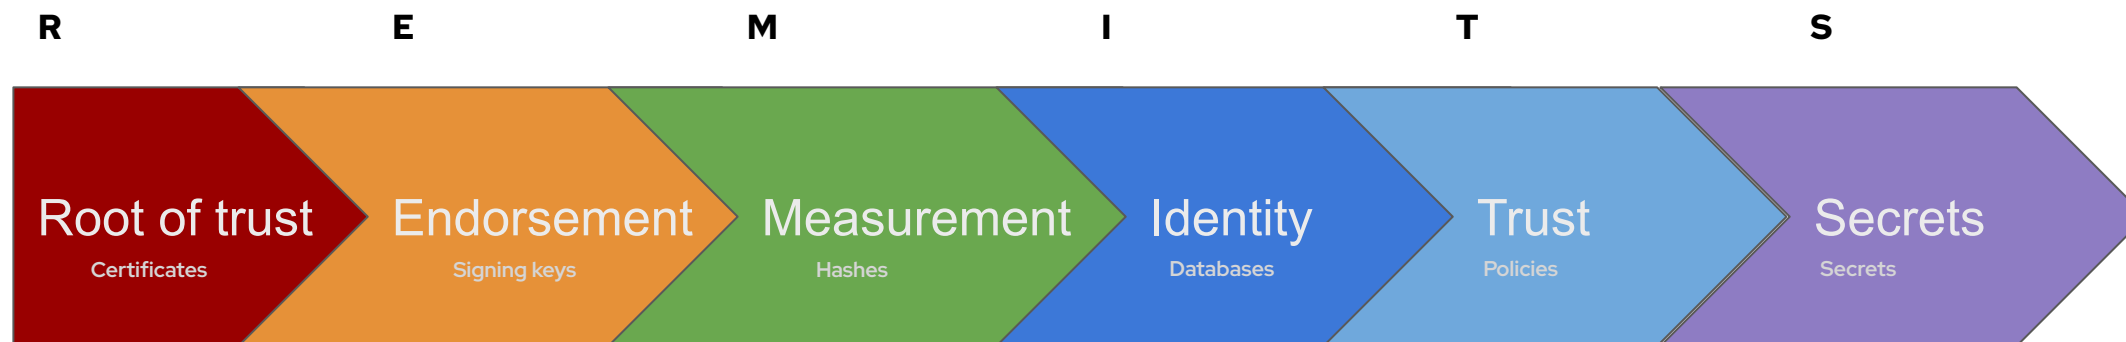 R E M I T S
Root of trust
Certificates
Endorsement
Signing keys
Measurement
Hashes
Identity
Databases
Trust
Policies
Secrets
Secrets